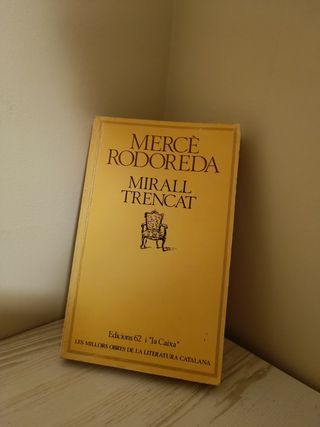 MERCÈ
RODOREDA
MIRALL
TRENCAT
Edicions 62 i "la Caixa"
LES MILLORS OBRES DE LA LITERATURA CATALANA